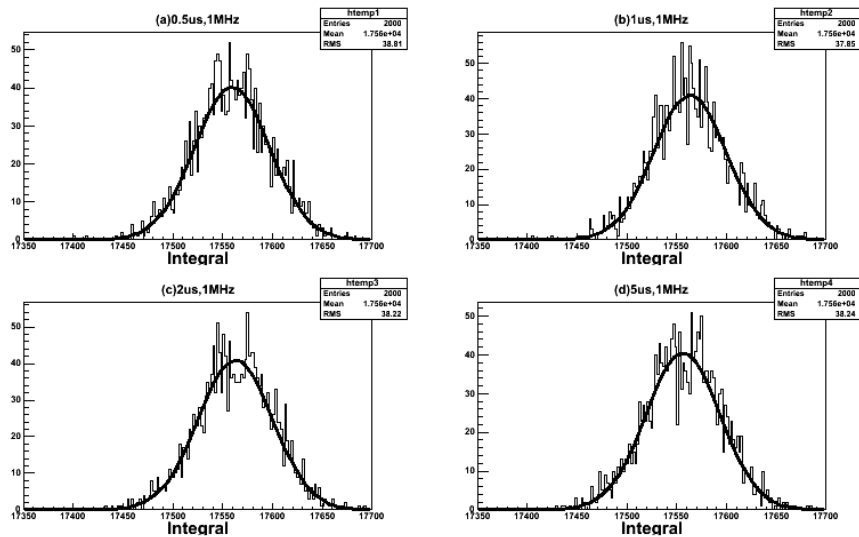 (a)0.5us,1MHz
htemp1
Entries 2000
Mean 1.756e+04
RMS 38.81
50
40
30
20
10
0
17350 17400 17450 17500 17550 17600 17650 17700
Integral
(b)1us,1MHz
htemp2
Entries 2000
Mean 1.756e+04
RMS 37.85
60
50
40
30
20
10
0
17350 17400 17450 17500 17550 17600 17650 17700
Integral
(c)2us,1MHz
htemp3
Entries 2000
Mean 1.756e+04
RMS 38.22
50
40
30
20
10
0
17350 17400 17450 17500 17550 17600 17650 17700
Integral
(d)5us,1MHz
htemp4
Entries 2000
Mean 1.756e+04
RMS 38.24
50
40
30
20
10
0
17350 17400 17450 17500 17550 17600 17650 17700
Integral